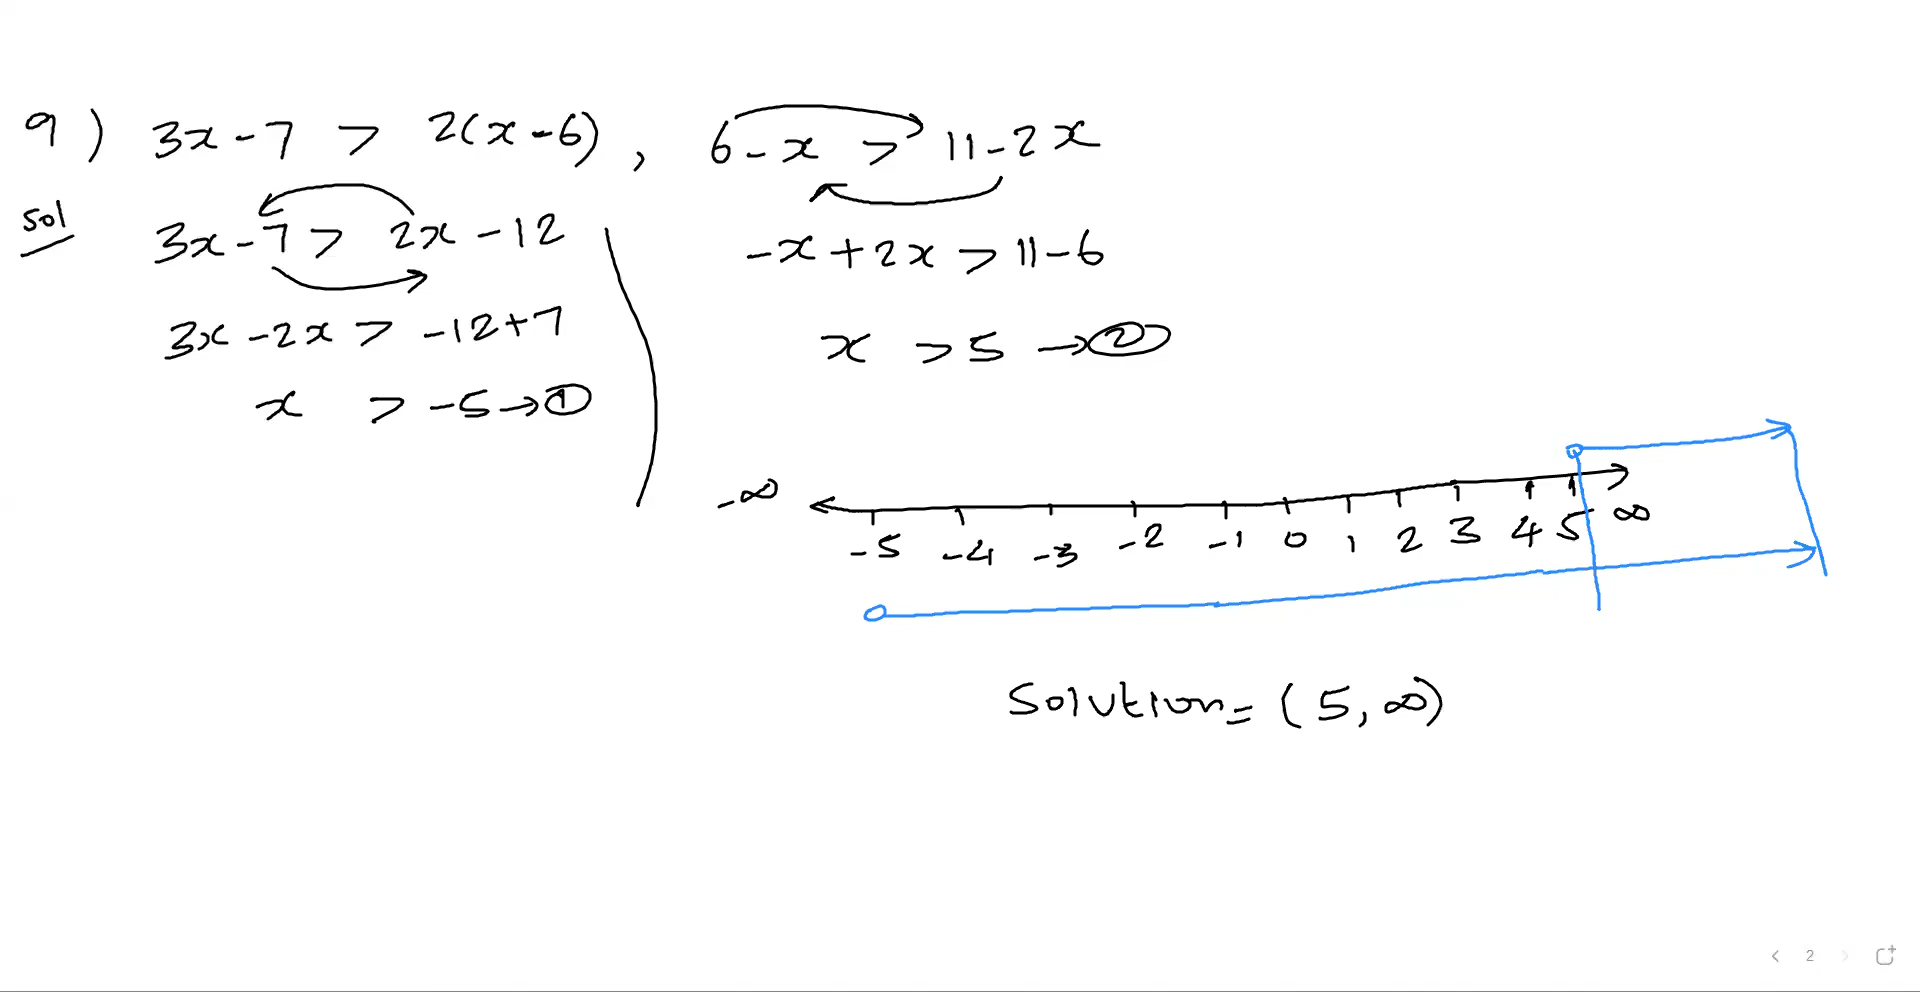 9) 3x-7 > 2(x-6), 6-x > 11-2x
sol
3x-7 > 2x-12
3x-2x > -12+7
x > -5→①
-x+2x > 11-6
x > 5→②
-∞
-5 -4 -3 -2 -1 0 1 2 3 4 5 ∞
Solution = (5, ∞)
2